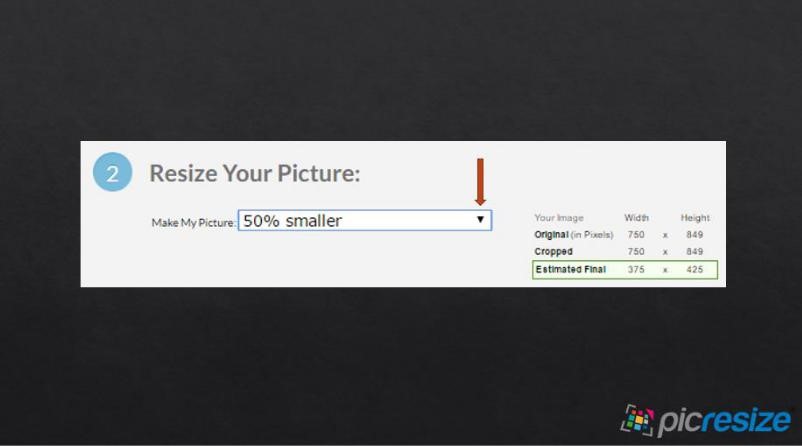 2 Resize Your Picture:
Make My Picture: 50% smaller
Your Image Width Height
Original (in Pixels) 750 x 849
Cropped 750 x 849
Estimated Final 375 x 425
picresize